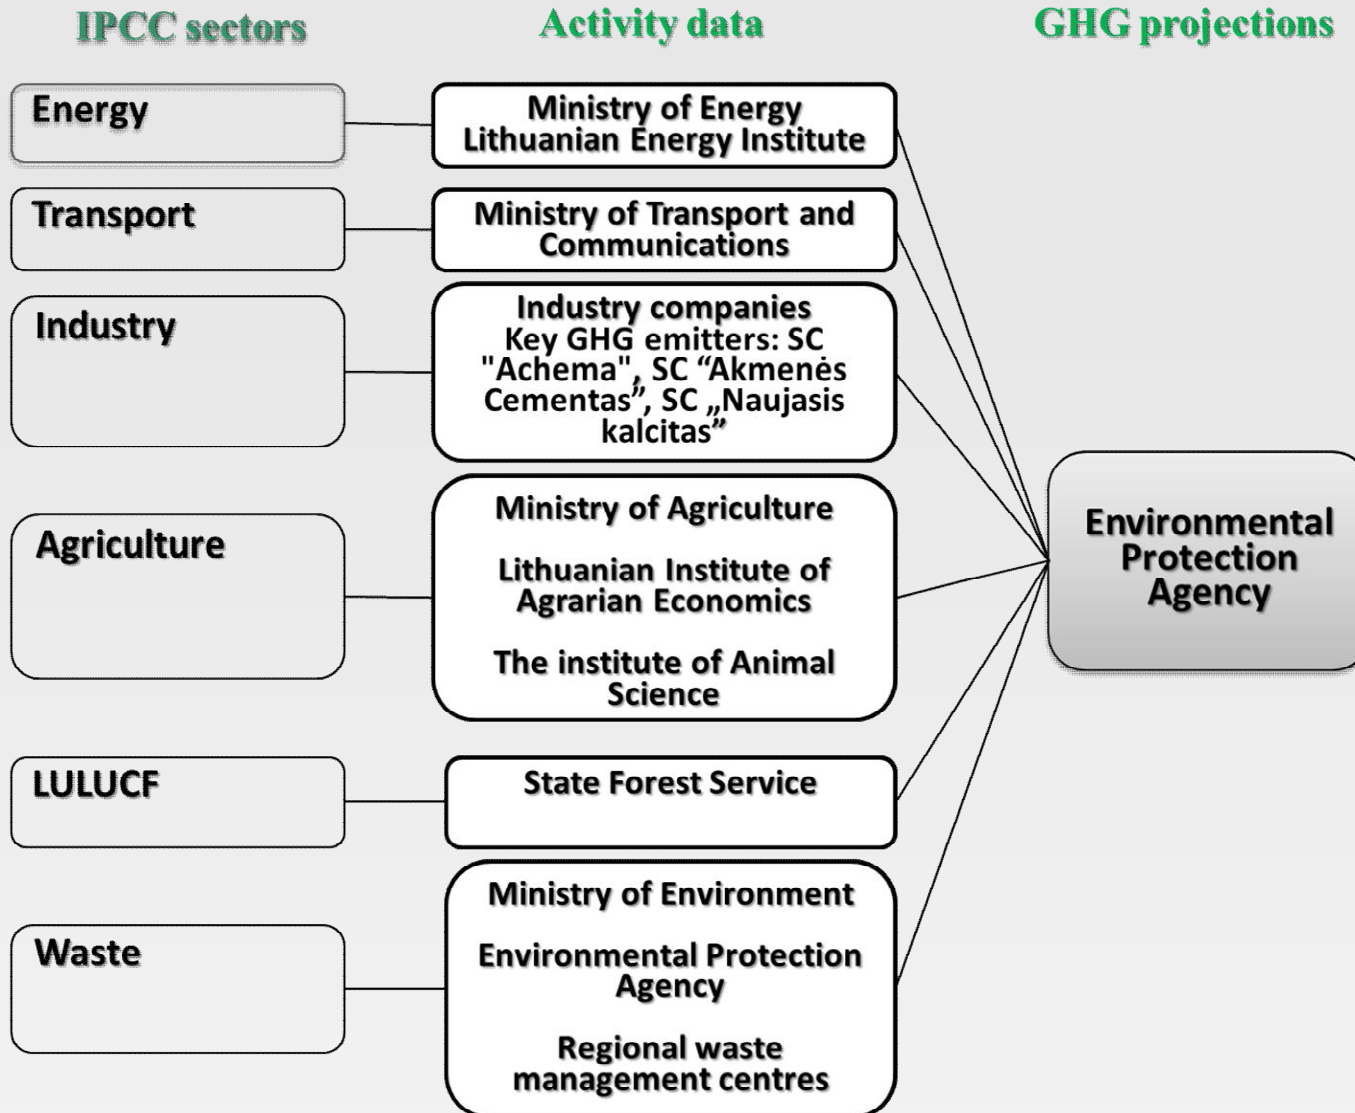 IPCC sectors
Activity data
GHG projections
Energy
Ministry of Energy
Lithuanian Energy Institute
Transport
Ministry of Transport and
Communications
Industry
Industry companies
Key GHG emitters: SC
"Achema", SC “Akmenės
Cementas”, SC „Naujasis
kalcitas”
Agriculture
Ministry of Agriculture
Lithuanian Institute of
Agrarian Economics
The institute of Animal
Science
LULUCF
State Forest Service
Waste
Ministry of Environment
Environmental Protection
Agency
Regional waste
management centres
Environmental
Protection
Agency